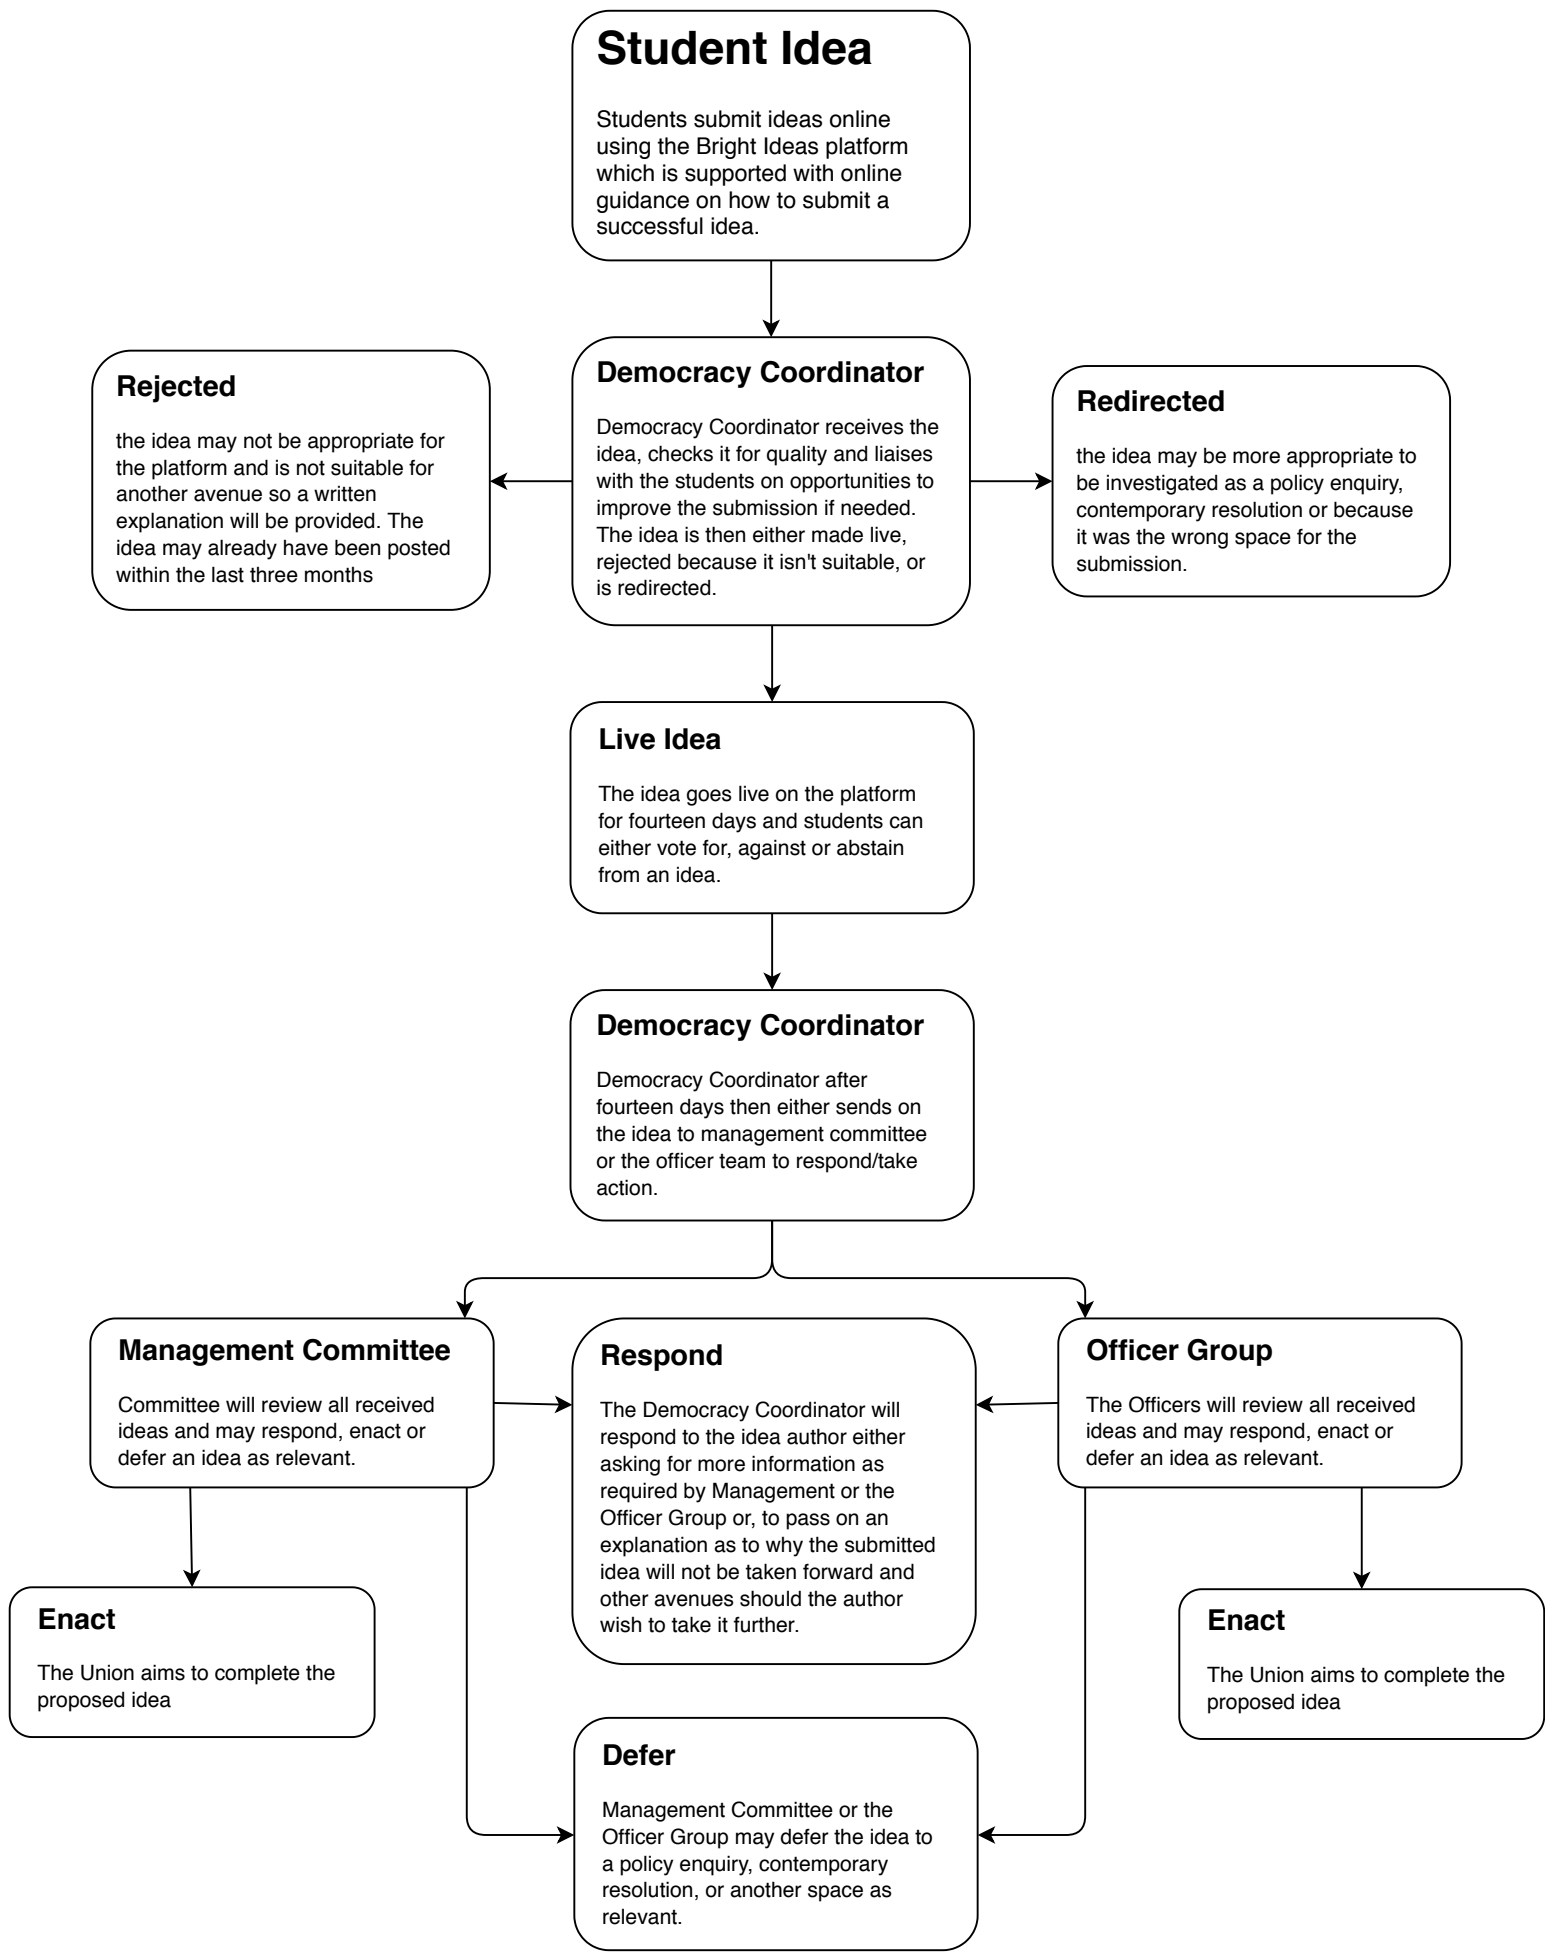 Student Idea
Students submit ideas online
using the Bright Ideas platform
which is supported with online
guidance on how to submit a
successful idea.
Rejected
the idea may not be appropriate for
the platform and is not suitable for
another avenue so a written
explanation will be provided. The
idea may already have been posted
within the last three months
Democracy Coordinator
Democracy Coordinator receives the
idea, checks it for quality and liaises
with the students on opportunities to
improve the submission if needed.
The idea is then either made live,
rejected because it isn't suitable, or
is redirected.
Redirected
the idea may be more appropriate to
be investigated as a policy enquiry,
contemporary resolution or because
it was the wrong space for the
submission.
Live Idea
The idea goes live on the platform
for fourteen days and students can
either vote for, against or abstain
from an idea.
Democracy Coordinator
Democracy Coordinator after
fourteen days then either sends on
the idea to management committee
or the officer team to respond/take
action.
Management Committee
Committee will review all received
ideas and may respond, enact or
defer an idea as relevant.
Respond
The Democracy Coordinator will
respond to the idea author either
asking for more information as
required by Management or the
Officer Group or, to pass on an
explanation as to why the submitted
idea will not be taken forward and
other avenues should the author
wish to take it further.
Officer Group
The Officers will review all received
ideas and may respond, enact or
defer an idea as relevant.
Enact
The Union aims to complete the
proposed idea
Enact
The Union aims to complete the
proposed idea
Defer
Management Committee or the
Officer Group may defer the idea to
a policy enquiry, contemporary
resolution, or another space as
relevant.